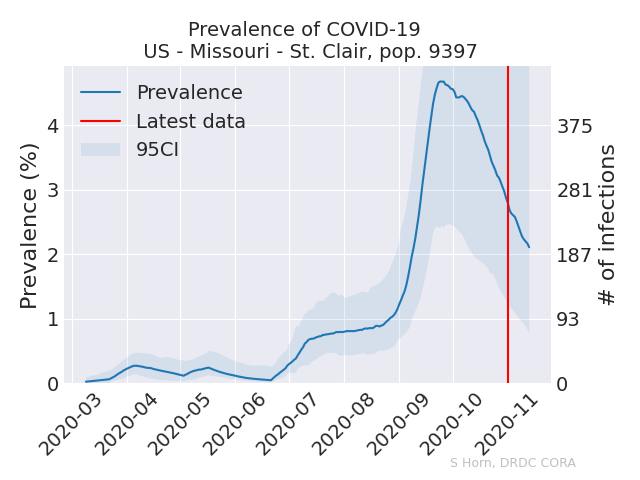 Prevalence of COVID-19
US - Missouri - St. Clair, pop. 9397
Prevalence
Latest data
95CI
Prevalence (%)
4
3
2
1
0
375
281
187
93
0
# of infections
2020-03
2020-04
2020-05
2020-06
2020-07
2020-08
2020-09
2020-10
2020-11
S Horn, DRDC CORA